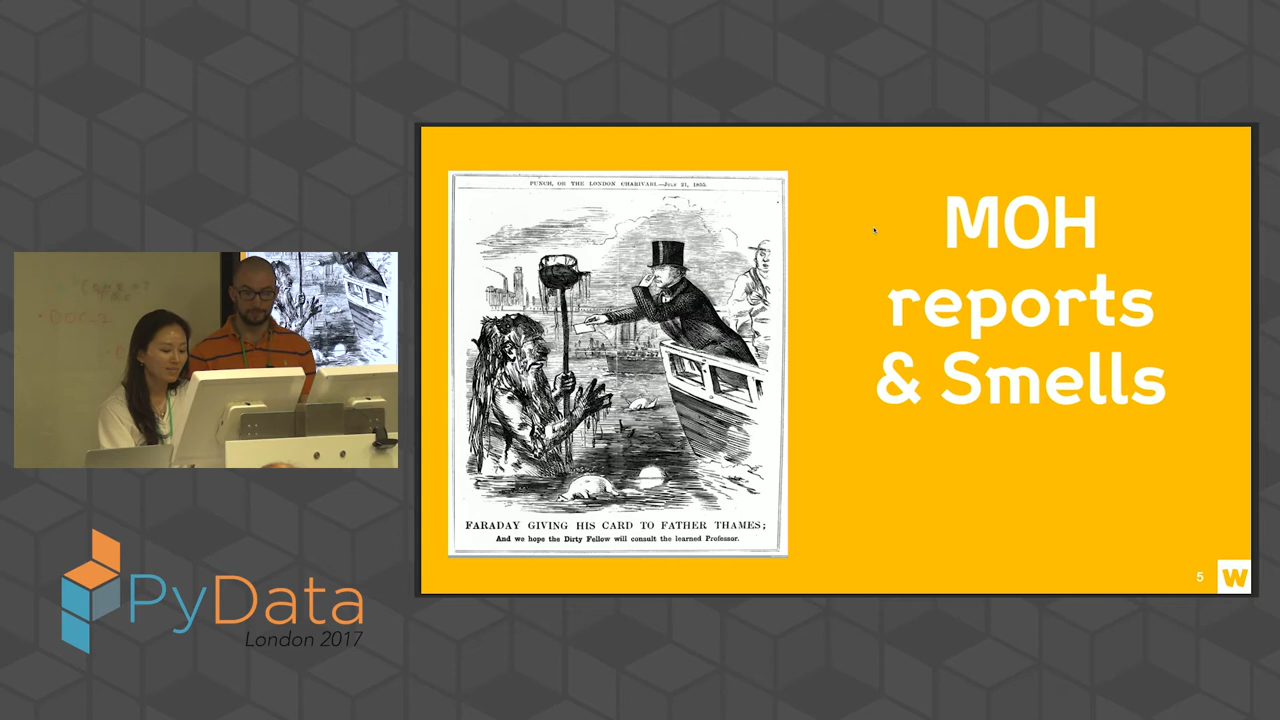 PUNCH, OR THE LONDON CHARIVARI.—JULY 21, 1855.
FARADAY GIVING HIS CARD TO FATHER THAMES;
And we hope the Dirty Fellow will consult the learned Professor.
MOH
reports
& Smells
5
W
PyData
London 2017